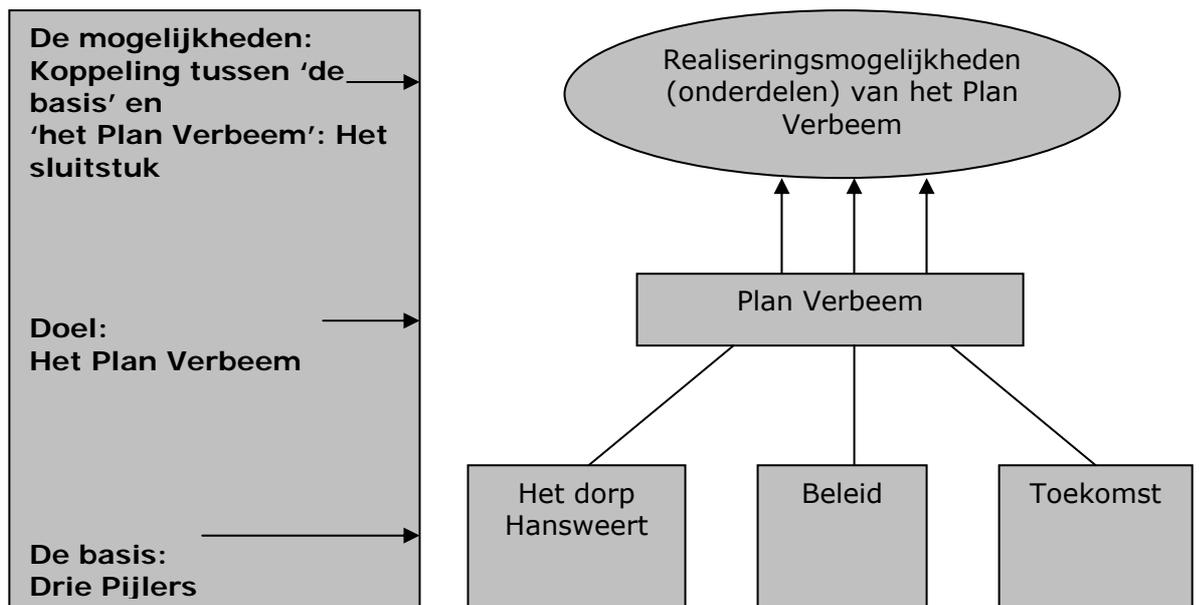 De mogelijkheden:
Koppeling tussen ‘de
basis’ en
‘het Plan Verbeem’: Het
sluitstuk
Doel:
Het Plan Verbeem
De basis:
Drie Pijlers
Realiseringsmogelijkheden
(onderdelen) van het Plan
Verbeem
Plan Verbeem
Het dorp
Hansweert
Beleid
Toekomst